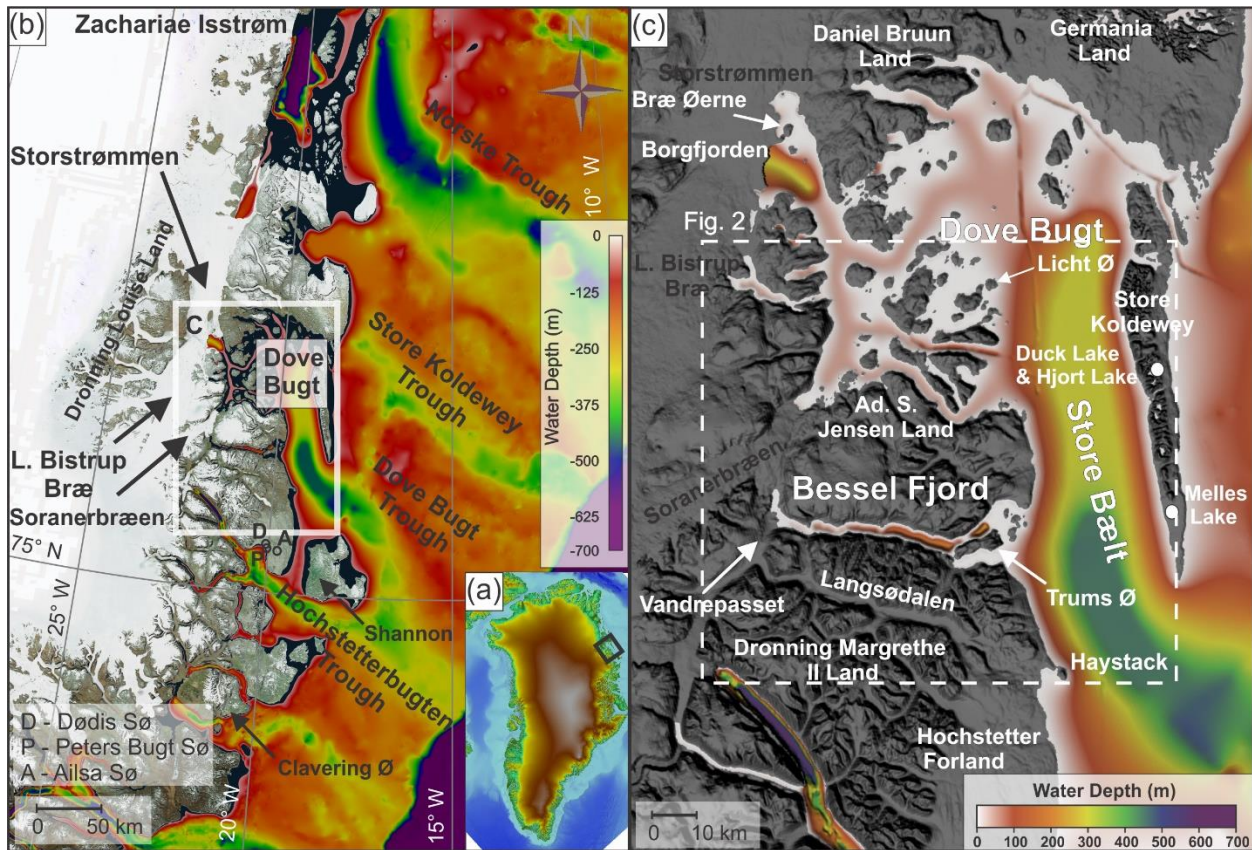 (b)
Zachariae Isstrøm
N
Norske Trough
10° W
Storstrømmen
Dronning Louise Land
C
Dove
Bugt
Store Koldewey
Trough
Dove Bugt
Trough
Water Depth (m)
0
-125
-250
-375
-500
-625
-700
L. Bistrup
Bræ
Soranerbræen
75° N
25° W
D
A
P
Hochstetterbugten
Trough
Shannon
(a)
D - Dødis Sø
P - Peters Bugt Sø
A - Ailsa Sø
Clavering Ø
0 50 km
20° W
15° W
(c)
Daniel Bruun
Land
Germania
Land
Storstrømmen
Bræ Øerne
Borgfjorden
Fig. 2
Dove Bugt
L. Bistrup
Bræ
Licht Ø
Store
Koldewey
Duck Lake
& Hjort Lake
Ad. S.
Jensen Land
Store Bælt
Soranerbræen
Bessel Fjord
Melles
Lake
Vandrepasset
Langsødalen
Trums Ø
Dronning Margrethe
II Land
Haystack
Hochstetter
Forland
0 10 km
Water Depth (m)
0 100 200 300 400 500 600 700